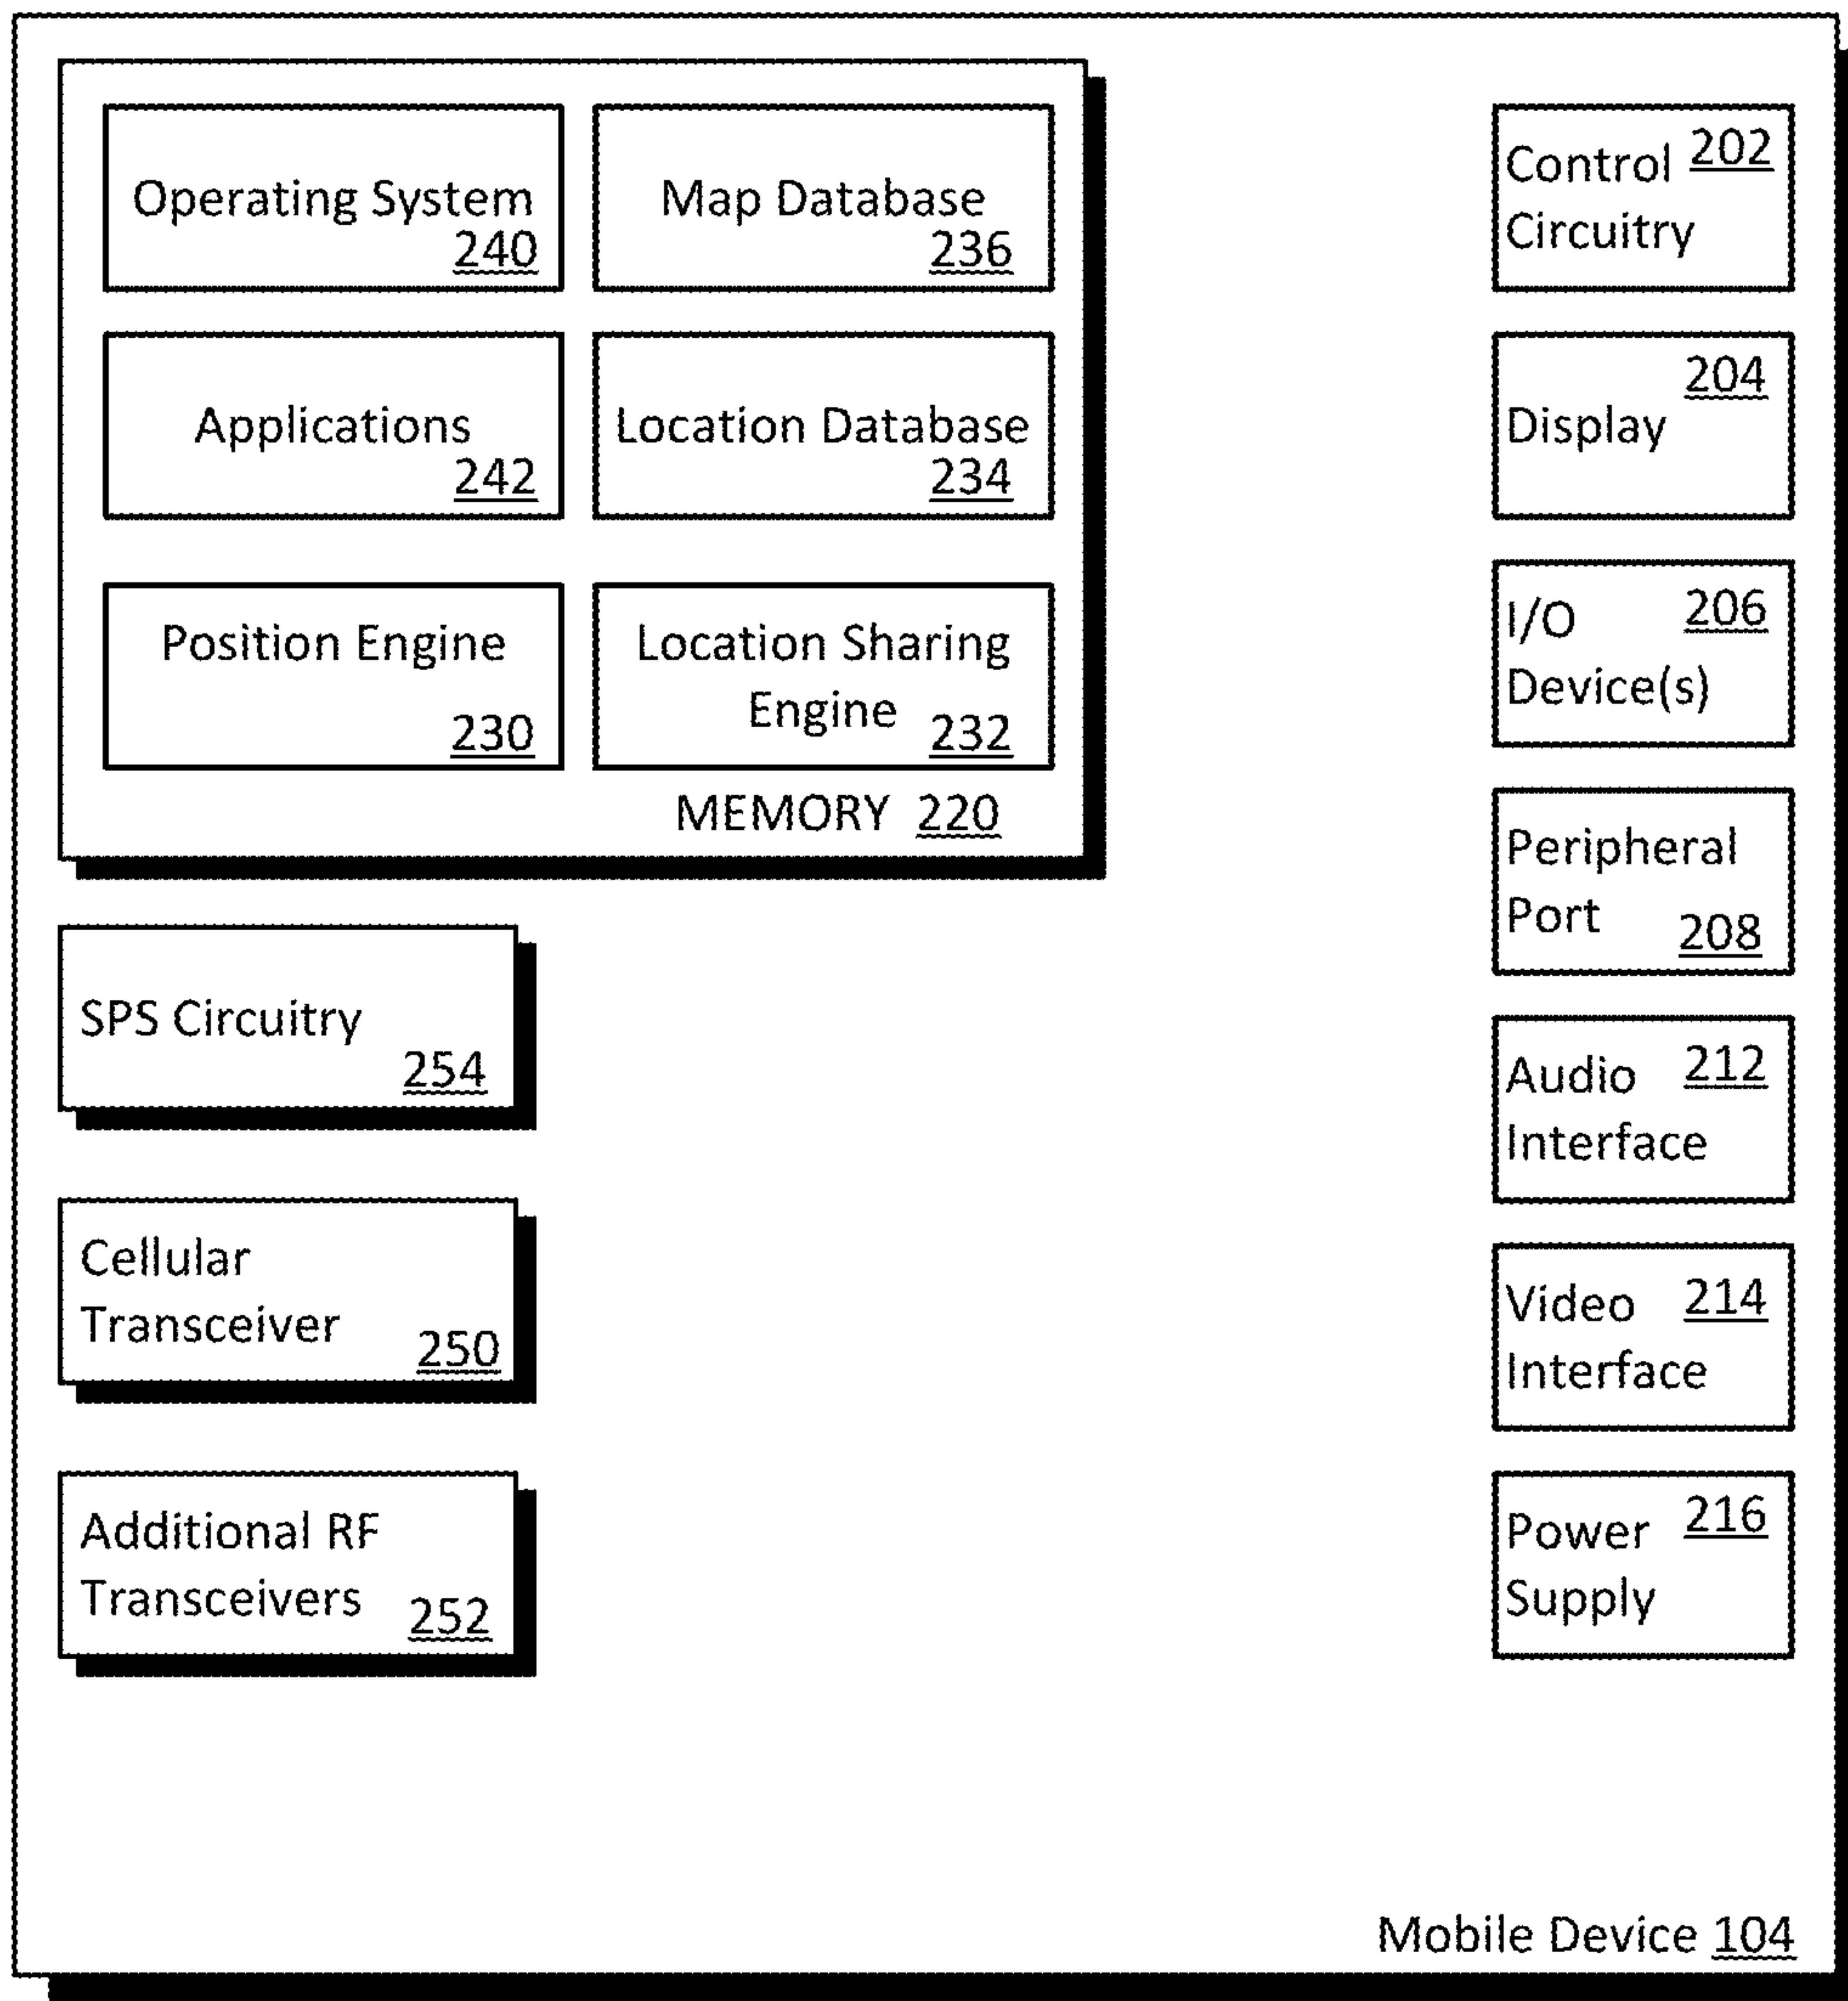 Operating System
240
Map Database
236
Applications
242
Location Database
234
Position Engine
230
Location Sharing
Engine 232
MEMORY 220
SPS Circuitry
254
Cellular
Transceiver
250
Additional RF
Transceivers
252
Control 202
Circuitry
204
Display
I/O 206
Device(s)
Peripheral
Port 208
Audio 212
Interface
Video 214
Interface
Power 216
Supply
Mobile Device 104